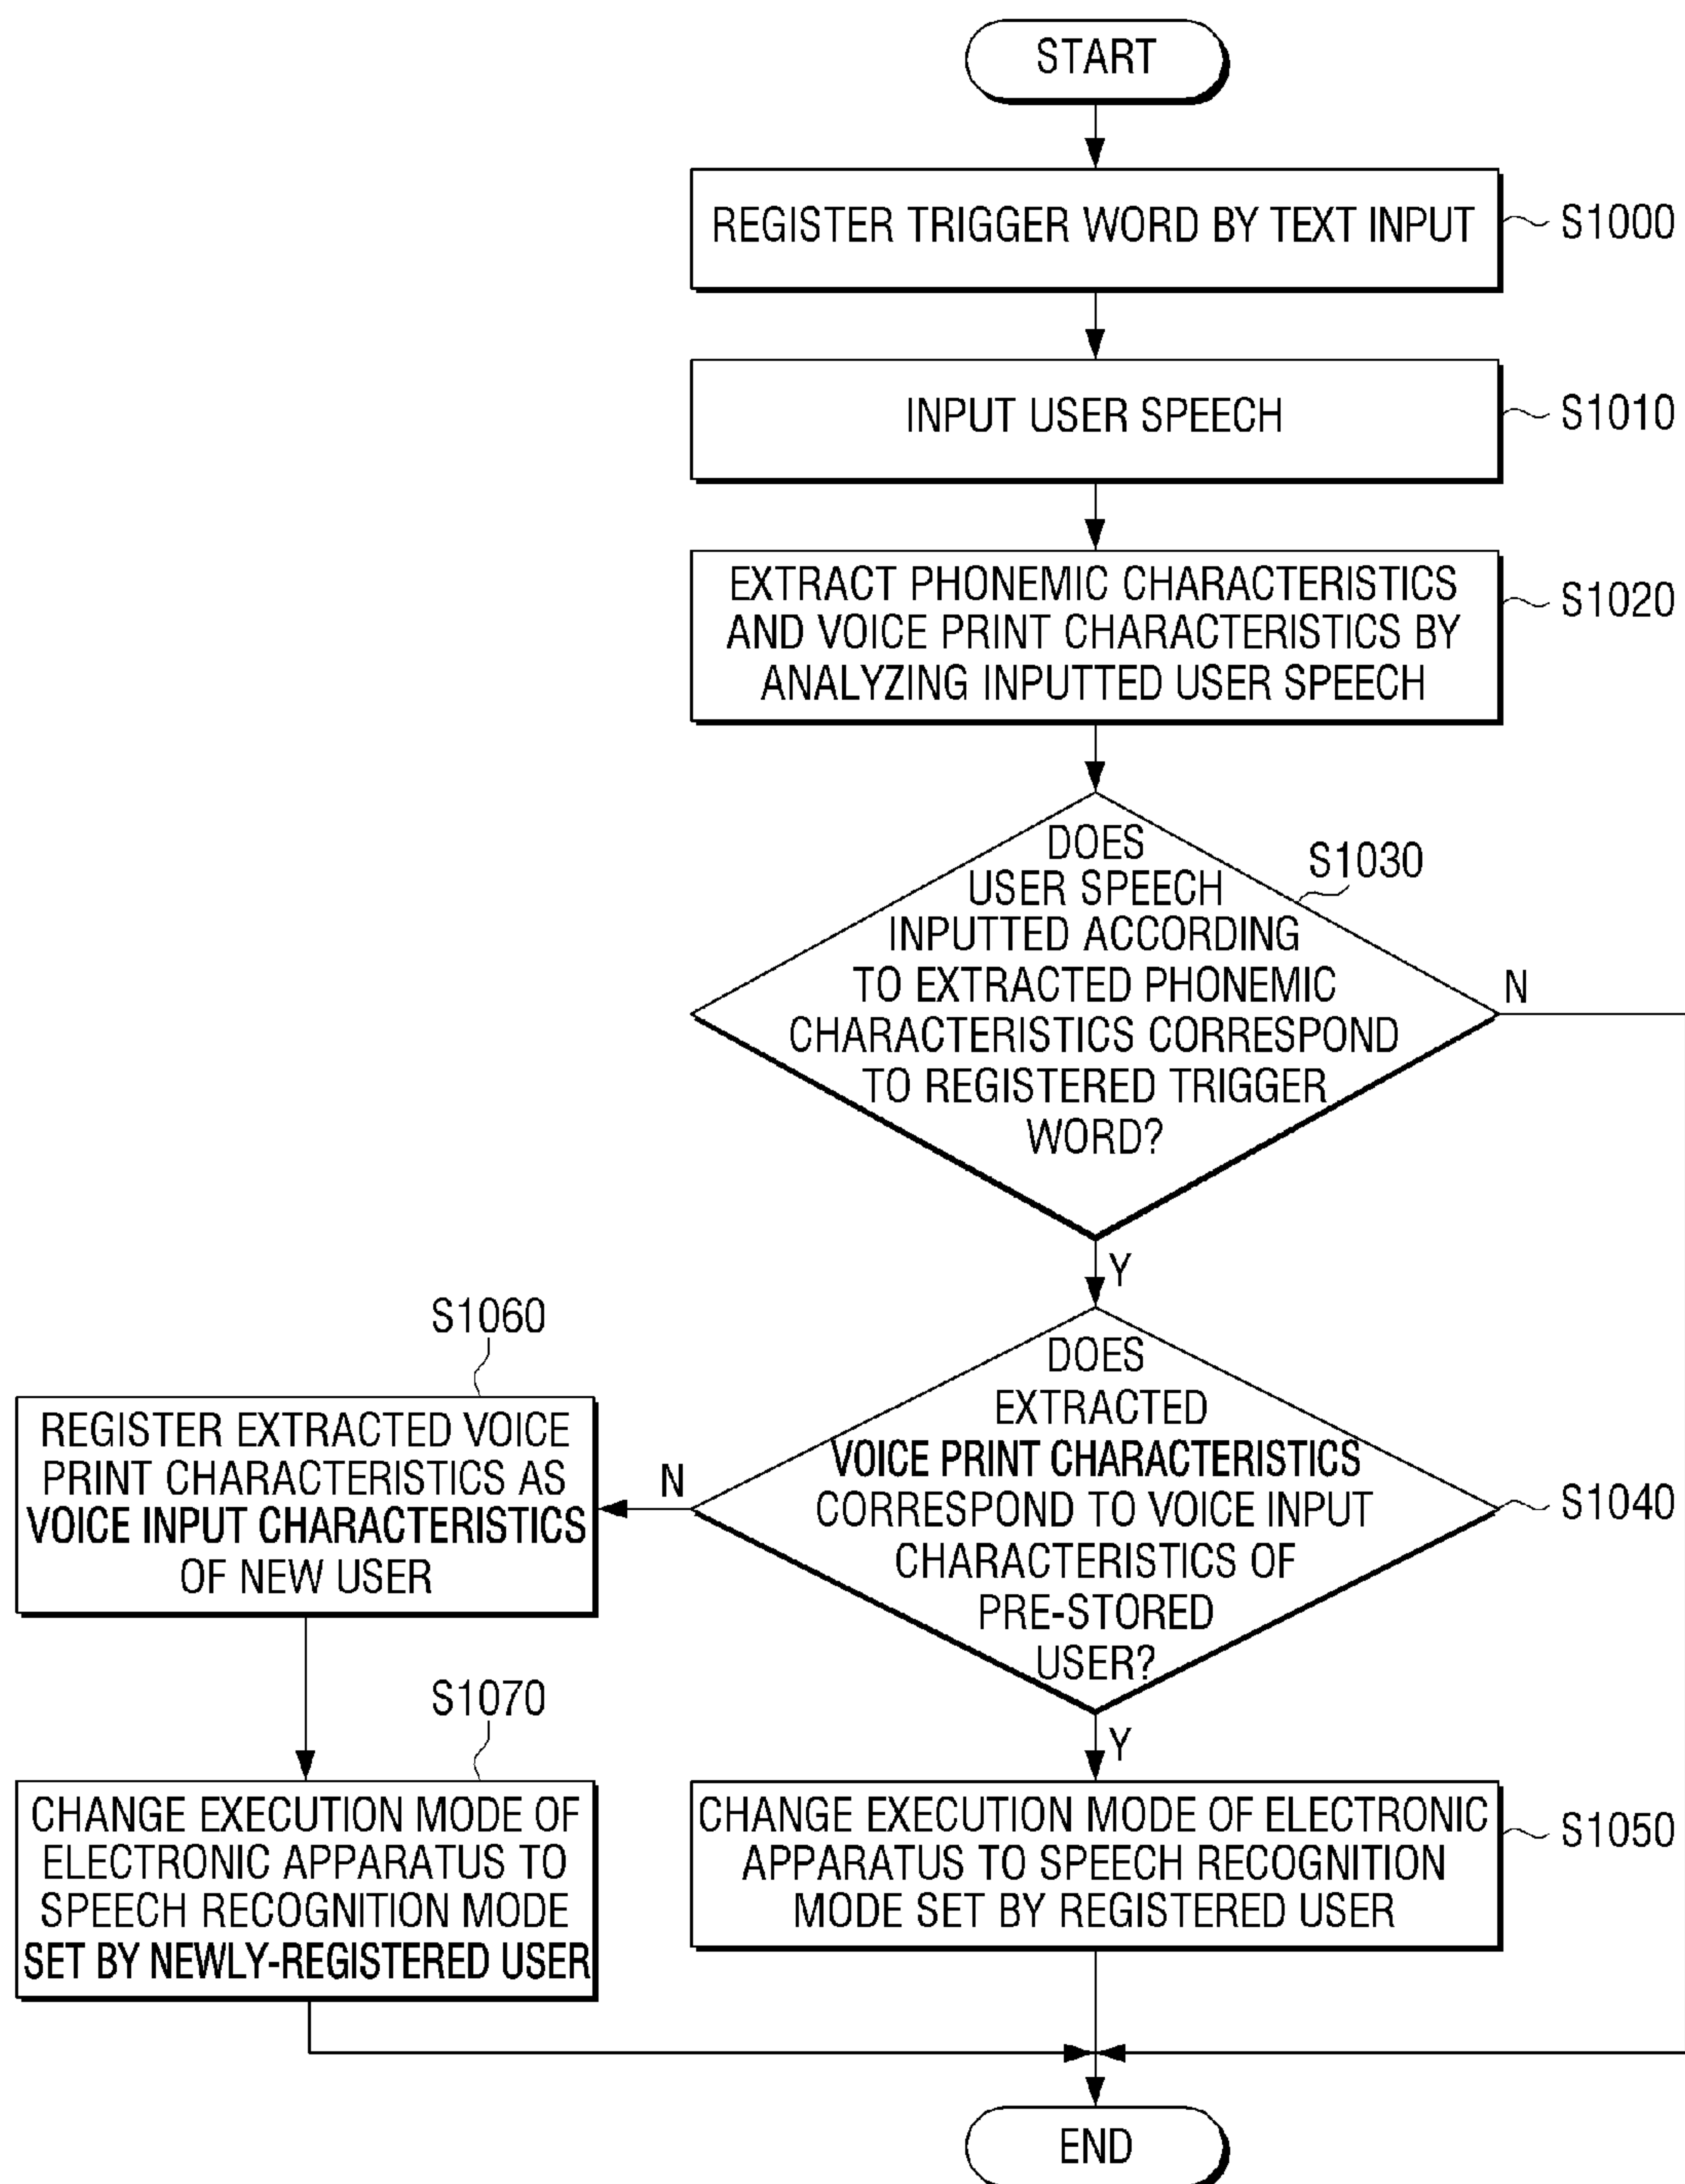 START
REGISTER TRIGGER WORD BY TEXT INPUT
S1000
INPUT USER SPEECH
S1010
EXTRACT PHONEMIC CHARACTERISTICS
AND VOICE PRINT CHARACTERISTICS BY
ANALYZING INPUTTED USER SPEECH
S1020
DOES
USER SPEECH
INPUTTED ACCORDING
TO EXTRACTED PHONEMIC
CHARACTERISTICS CORRESPOND
TO REGISTERED TRIGGER
WORD?
S1030
N
Y
DOES
EXTRACTED
VOICE PRINT CHARACTERISTICS
CORRESPOND TO VOICE INPUT
CHARACTERISTICS OF
PRE-STORED
USER?
S1040
N
S1060
REGISTER EXTRACTED VOICE
PRINT CHARACTERISTICS AS
VOICE INPUT CHARACTERISTICS
OF NEW USER
Y
S1070
CHANGE EXECUTION MODE OF
ELECTRONIC APPARATUS TO
SPEECH RECOGNITION MODE
SET BY NEWLY-REGISTERED USER
CHANGE EXECUTION MODE OF ELECTRONIC
APPARATUS TO SPEECH RECOGNITION
MODE SET BY REGISTERED USER
S1050
END